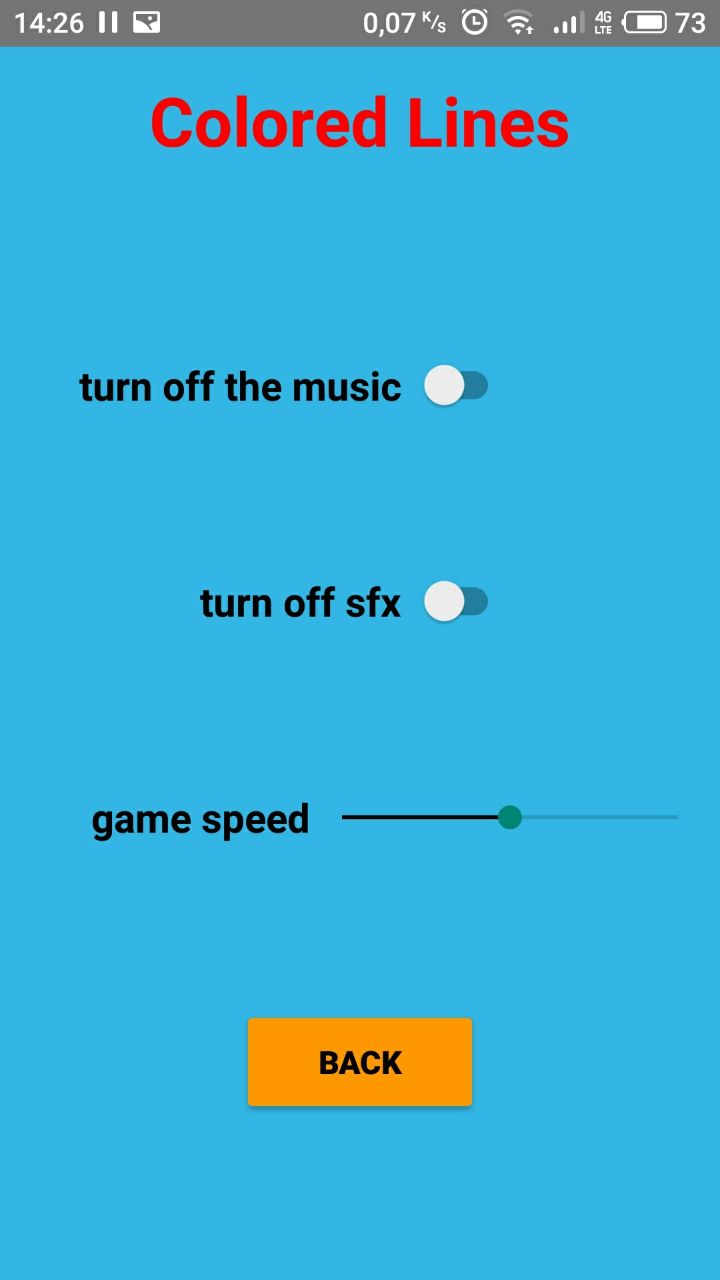 14:26 0,07 K/s 4G LTE 73
Colored Lines
turn off the music
turn off sfx
game speed
BACK